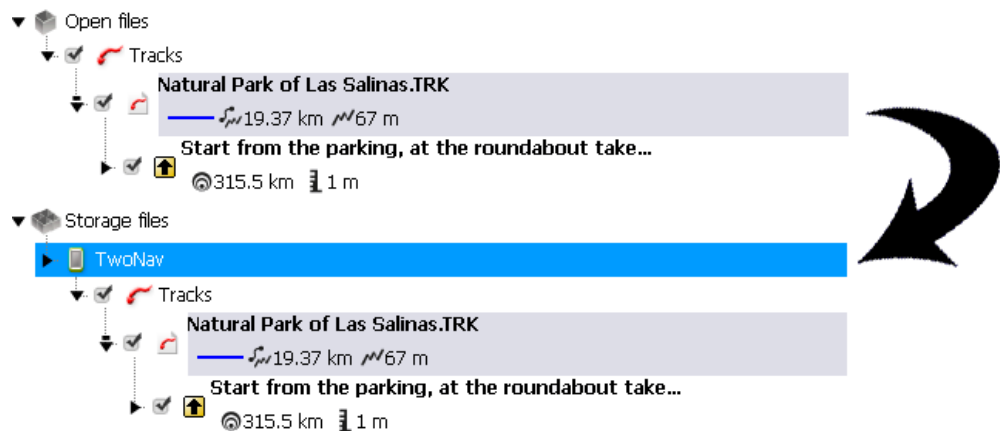 Open files
Tracks
Natural Park of Las Salinas.TRK
19.37 km 67 m
Start from the parking, at the roundabout take...
315.5 km 1 m
Storage files
TwoNav
Tracks
Natural Park of Las Salinas.TRK
19.37 km 67 m
Start from the parking, at the roundabout take...
315.5 km 1 m